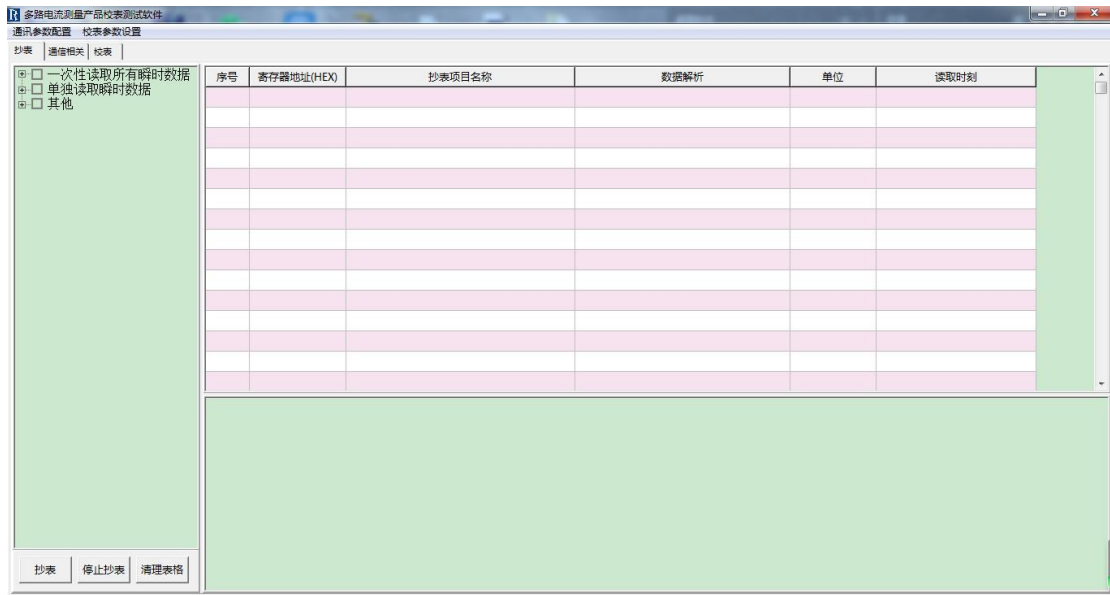 多路电流测量产品校表测试软件
通讯参数配置 校表参数设置
抄表 通信相关 校表
一次性读取所有瞬时数据
单独读取瞬时数据
其他
序号 寄存器地址(HEX) 抄表项目名称 数据解析 单位 读取时刻
抄表 停止抄表 清理表格